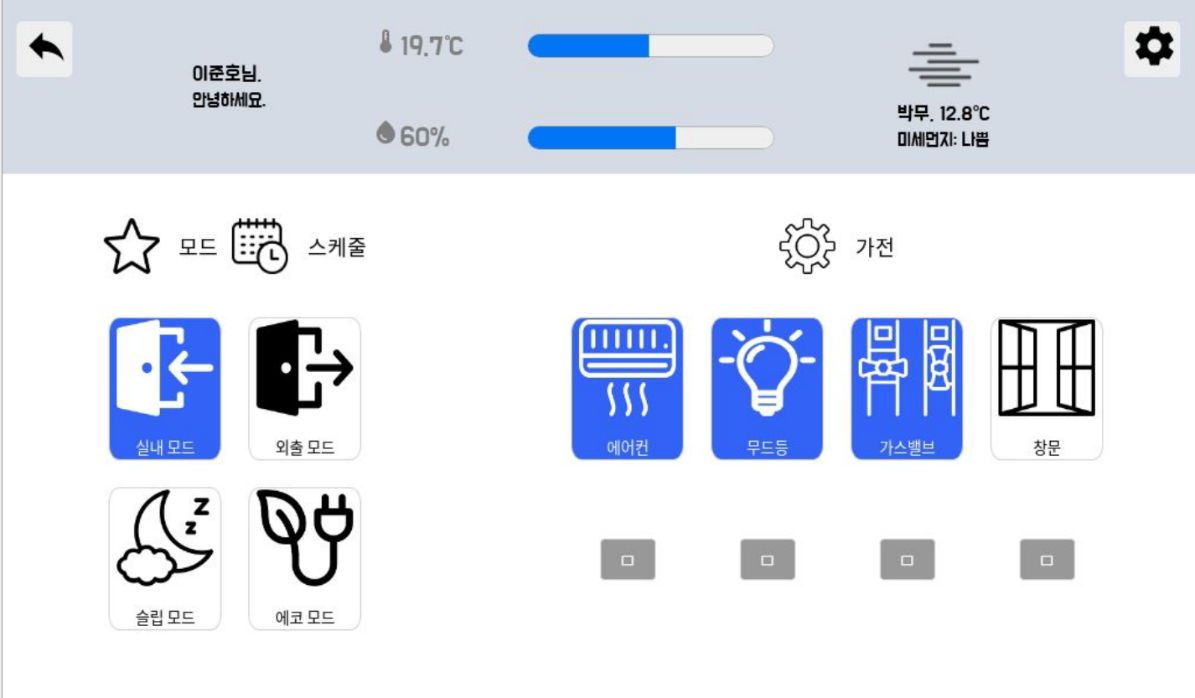 이준호님.
안녕하세요.
19.7℃
60%
박무. 12.8℃
미세먼지: 나쁨
모드
스케줄
가전
실내 모드
외출 모드
에어컨
무드등
가스밸브
창문
z
z
슬립 모드
에코 모드